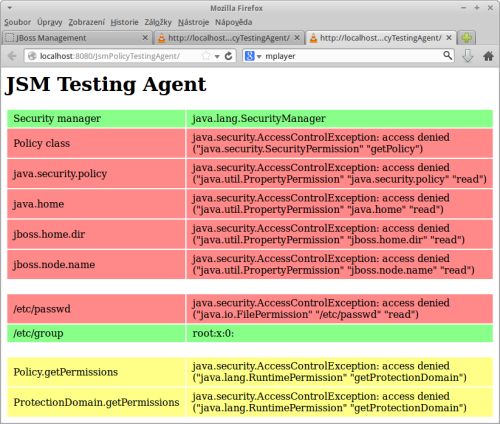 Mozilla Firefox
Soubor Úpravy Zobrazení Historie Záložky Nástroje Nápověda
JBoss Management
http://localhost...cyTestingAgent/
http://localhost...cyTestingAgent/
localhost:8080/JsmPolicyTestingAgent/
mplayer
JSM Testing Agent
Security manager java.lang.SecurityManager
Policy class java.security.AccessControlException: access denied
("java.security.SecurityPermission" "getPolicy")
java.security.policy java.security.AccessControlException: access denied
("java.util.PropertyPermission" "java.security.policy" "read")
java.home java.security.AccessControlException: access denied
("java.util.PropertyPermission" "java.home" "read")
jboss.home.dir java.security.AccessControlException: access denied
("java.util.PropertyPermission" "jboss.home.dir" "read")
jboss.node.name java.security.AccessControlException: access denied
("java.util.PropertyPermission" "jboss.node.name" "read")
/etc/passwd java.security.AccessControlException: access denied
("java.io.FilePermission" "/etc/passwd" "read")
/etc/group root:x:0:
Policy.getPermissions java.security.AccessControlException: access denied
("java.lang.RuntimePermission" "getProtectionDomain")
ProtectionDomain.getPermissions java.security.AccessControlException: access denied
("java.lang.RuntimePermission" "getProtectionDomain")